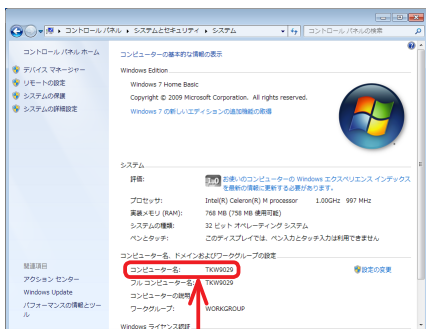 コントロール パネル ▸ システムとセキュリティ ▸ システム
コントロール パネルの検索
コントロール パネル ホーム
デバイス マネージャー
リモートの設定
システムの保護
システムの詳細設定
コンピューターの基本的な情報の表示
Windows Edition
Windows 7 Home Basic
Copyright © 2009 Microsoft Corporation. All rights reserved.
Windows 7 の新しいエディションの追加機能の取得
システム
評価:
1.0 お使いのコンピューターの Windows エクスペリエンス インデックスを最新の情報に更新する必要があります。
プロセッサ: Intel(R) Celeron(R) M processor 1.00GHz 997 MHz
実装メモリ (RAM): 768 MB (758 MB 使用可能)
システムの種類: 32 ビット オペレーティング システム
ペンとタッチ: このディスプレイでは、ペン入力とタッチ入力は利用できません
コンピューター名、ドメインおよびワークグループの設定
コンピューター名: TKW9029
設定の変更
フル コンピューター名: TKW9029
コンピューターの説明:
ワークグループ: WORKGROUP
Windows ライセンス認証
関連項目
アクション センター
Windows Update
パフォーマンスの情報とツール